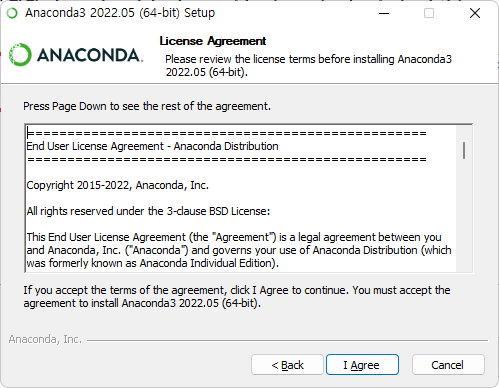 Anaconda3 2022.05 (64-bit) Setup
ANACONDA.
License Agreement
Please review the license terms before installing Anaconda3
2022.05 (64-bit).
Press Page Down to see the rest of the agreement.
===================================================
End User License Agreement - Anaconda Distribution
===================================================
Copyright 2015-2022, Anaconda, Inc.
All rights reserved under the 3-clause BSD License:
This End User License Agreement (the "Agreement") is a legal agreement between you
and Anaconda, Inc. ("Anaconda") and governs your use of Anaconda Distribution (which
was formerly known as Anaconda Individual Edition).
If you accept the terms of the agreement, click I Agree to continue. You must accept the
agreement to install Anaconda3 2022.05 (64-bit).
Anaconda, Inc.
< Back
I Agree
Cancel